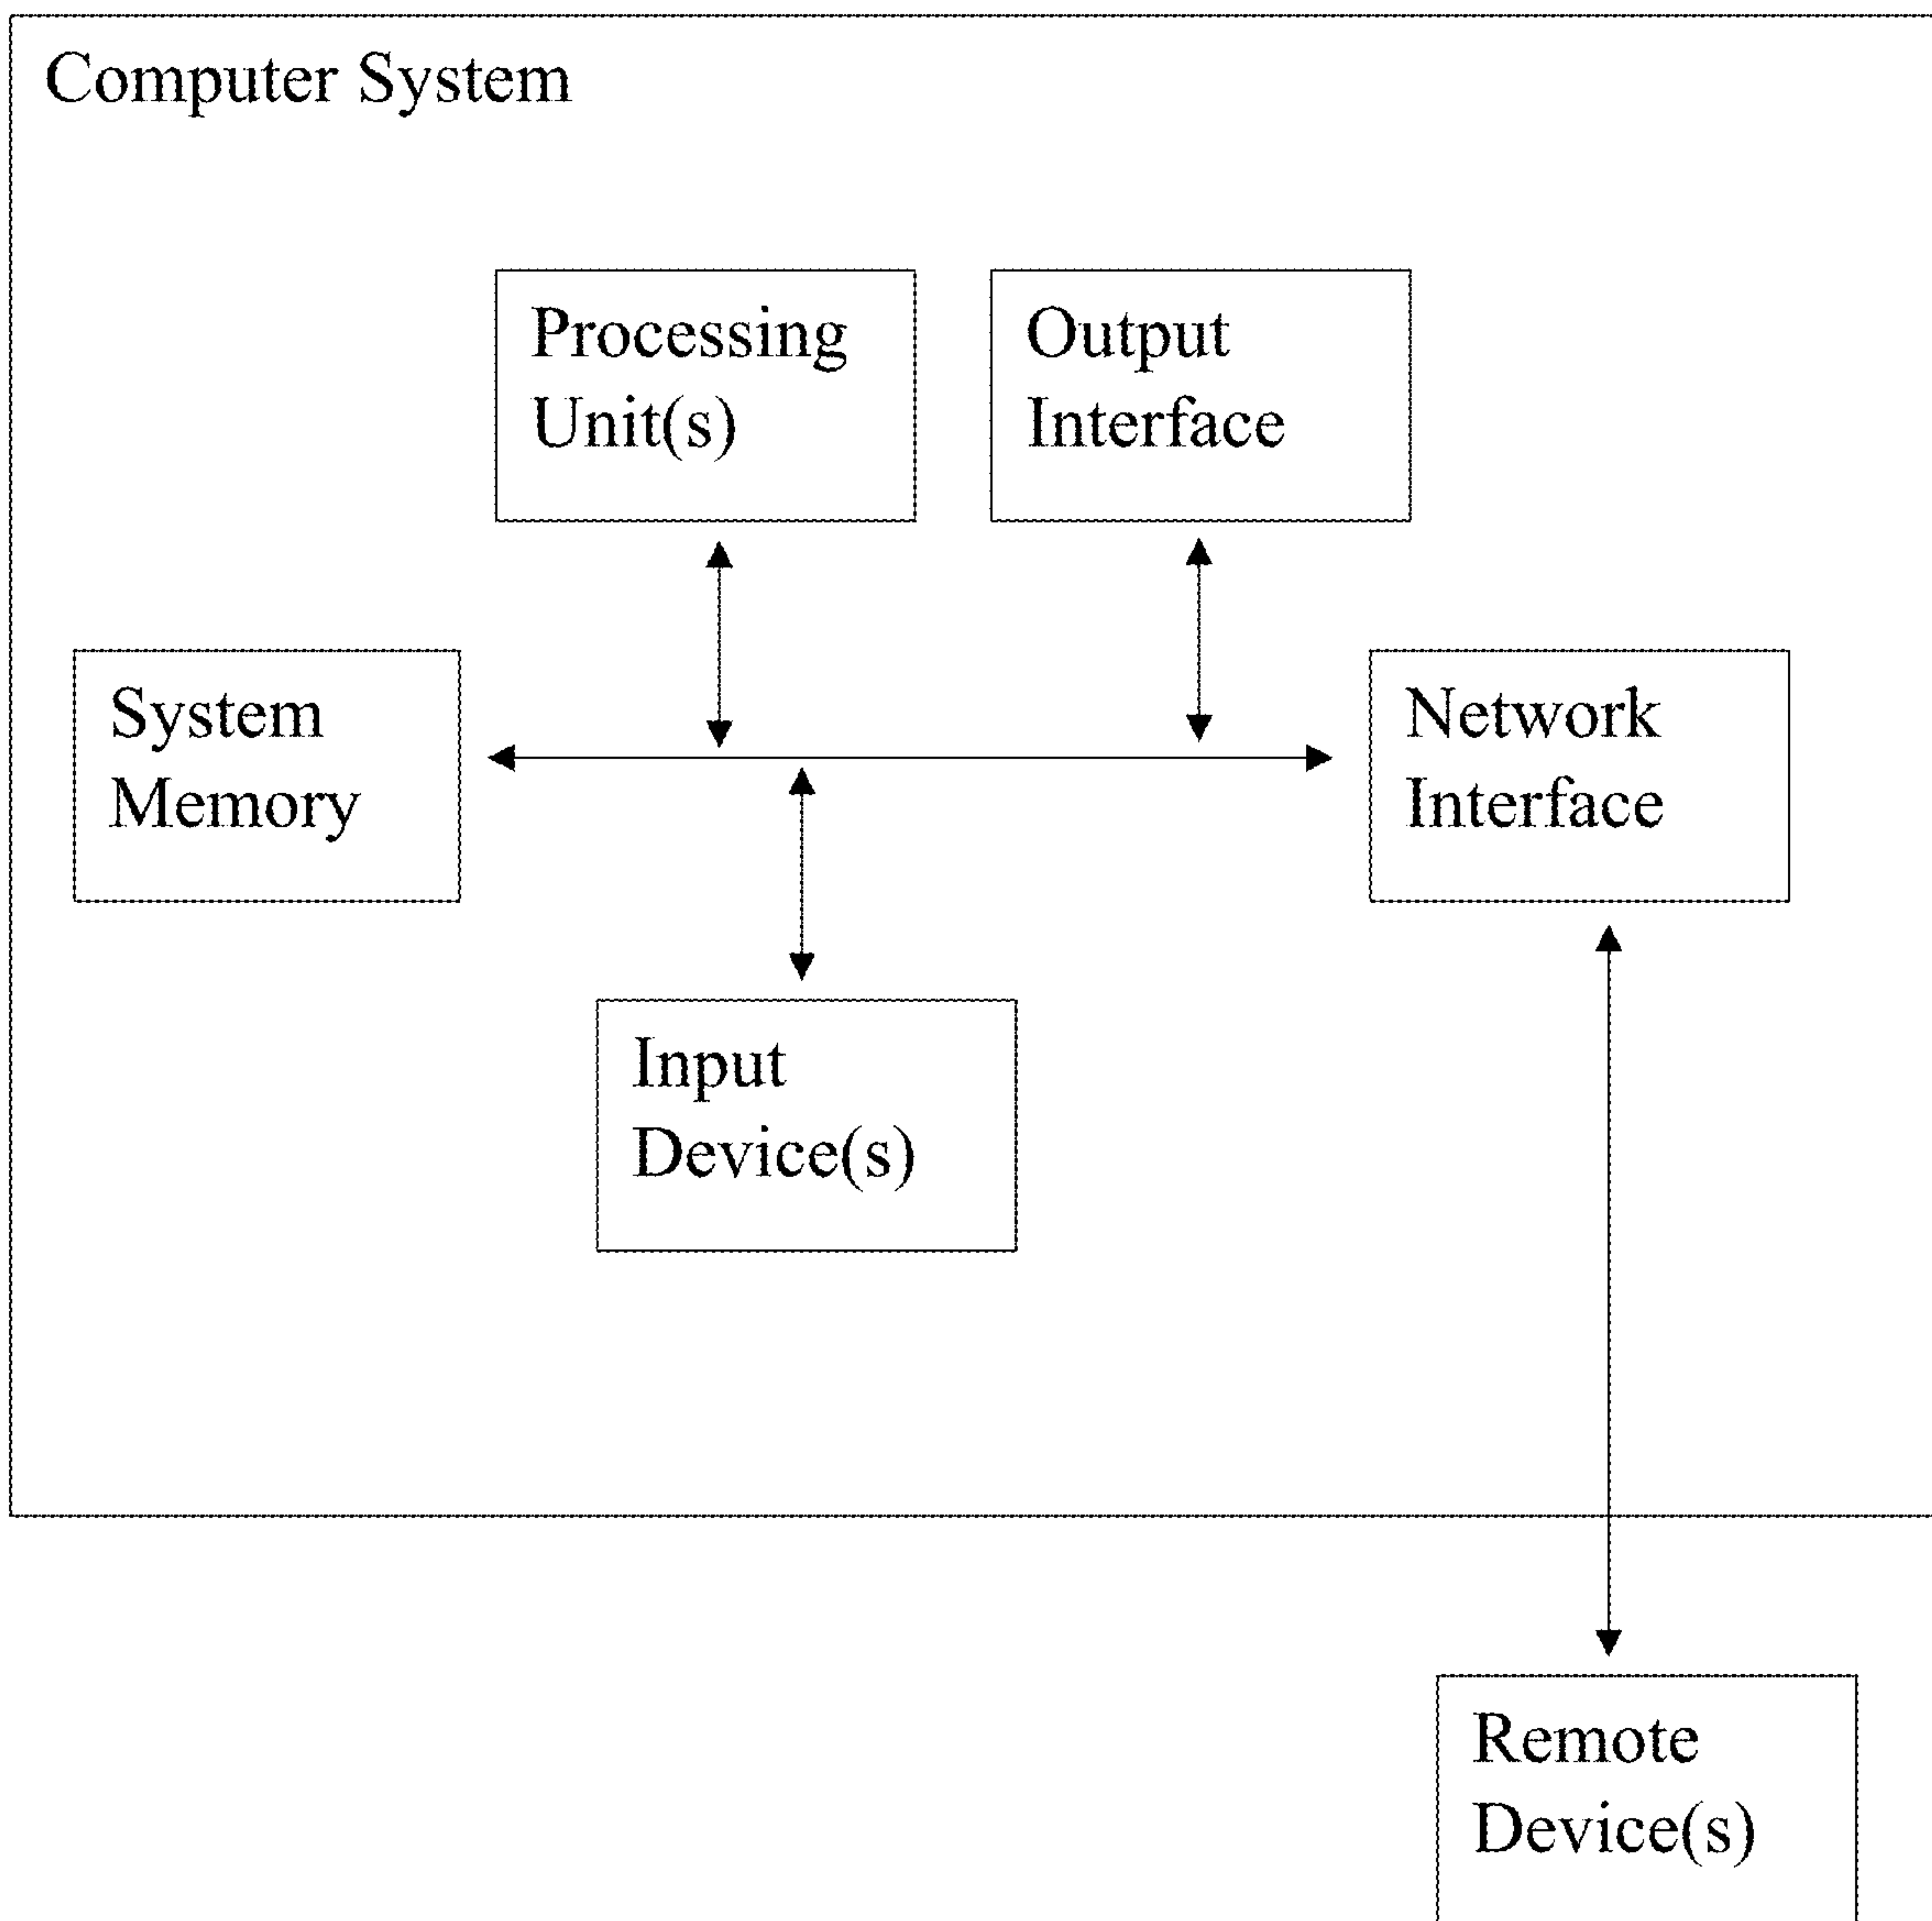 Computer System
Processing
Unit(s)
Output
Interface
System
Memory
Network
Interface
Input
Device(s)
Remote
Device(s)